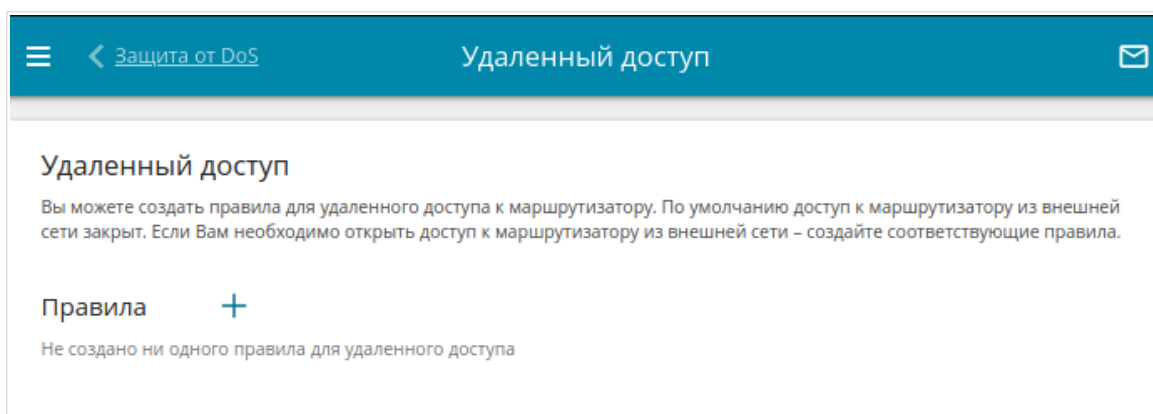 Защита от DoS
Удаленный доступ
Удаленный доступ
Вы можете создать правила для удаленного доступа к маршрутизатору. По умолчанию доступ к маршрутизатору из внешней
сети закрыт. Если Вам необходимо открыть доступ к маршрутизатору из внешней сети – создайте соответствующие правила.
Правила
Не создано ни одного правила для удаленного доступа